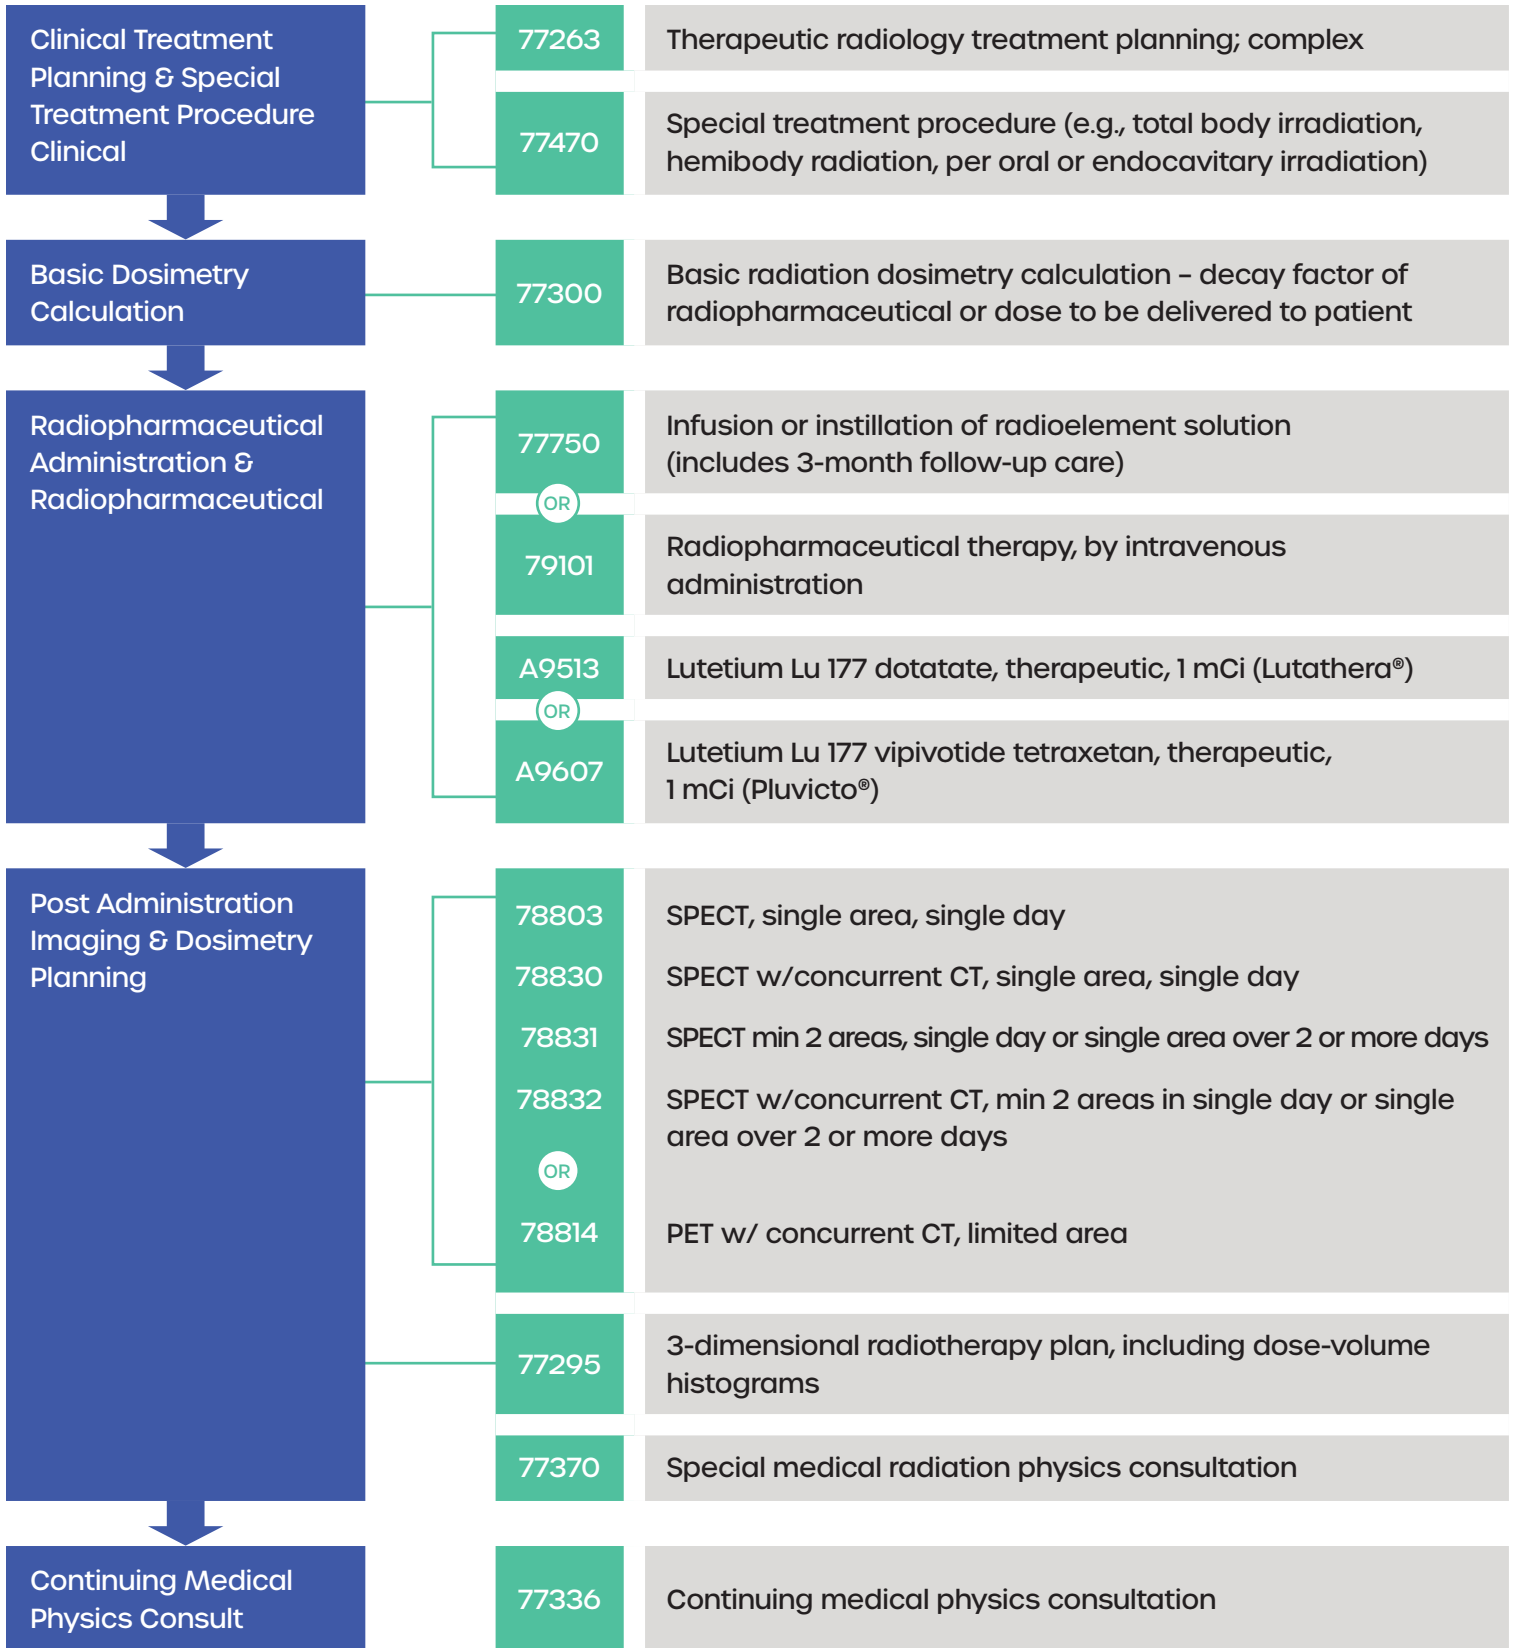 Clinical Treatment
Planning & Special
Treatment Procedure
Clinical
77263
Therapeutic radiology treatment planning; complex
77470
Special treatment procedure (e.g., total body irradiation,
hemibody radiation, per oral or endocavitary irradiation)
Basic Dosimetry
Calculation
77300
Basic radiation dosimetry calculation – decay factor of
radiopharmaceutical or dose to be delivered to patient
Radiopharmaceutical
Administration &
Radiopharmaceutical
77750
Infusion or instillation of radioelement solution
(includes 3-month follow-up care)
OR
79101
Radiopharmaceutical therapy, by intravenous
administration
A9513
Lutetium Lu 177 dotatate, therapeutic, 1 mCi (Lutathera®)
OR
A9607
Lutetium Lu 177 vipivotide tetraxetan, therapeutic,
1 mCi (Pluvicto®)
Post Administration
Imaging & Dosimetry
Planning
78803
SPECT, single area, single day
78830
SPECT w/concurrent CT, single area, single day
78831
SPECT min 2 areas, single day or single area over 2 or more days
78832
SPECT w/concurrent CT, min 2 areas in single day or single
area over 2 or more days
OR
78814
PET w/ concurrent CT, limited area
77295
3-dimensional radiotherapy plan, including dose-volume
histograms
77370
Special medical radiation physics consultation
Continuing Medical
Physics Consult
77336
Continuing medical physics consultation